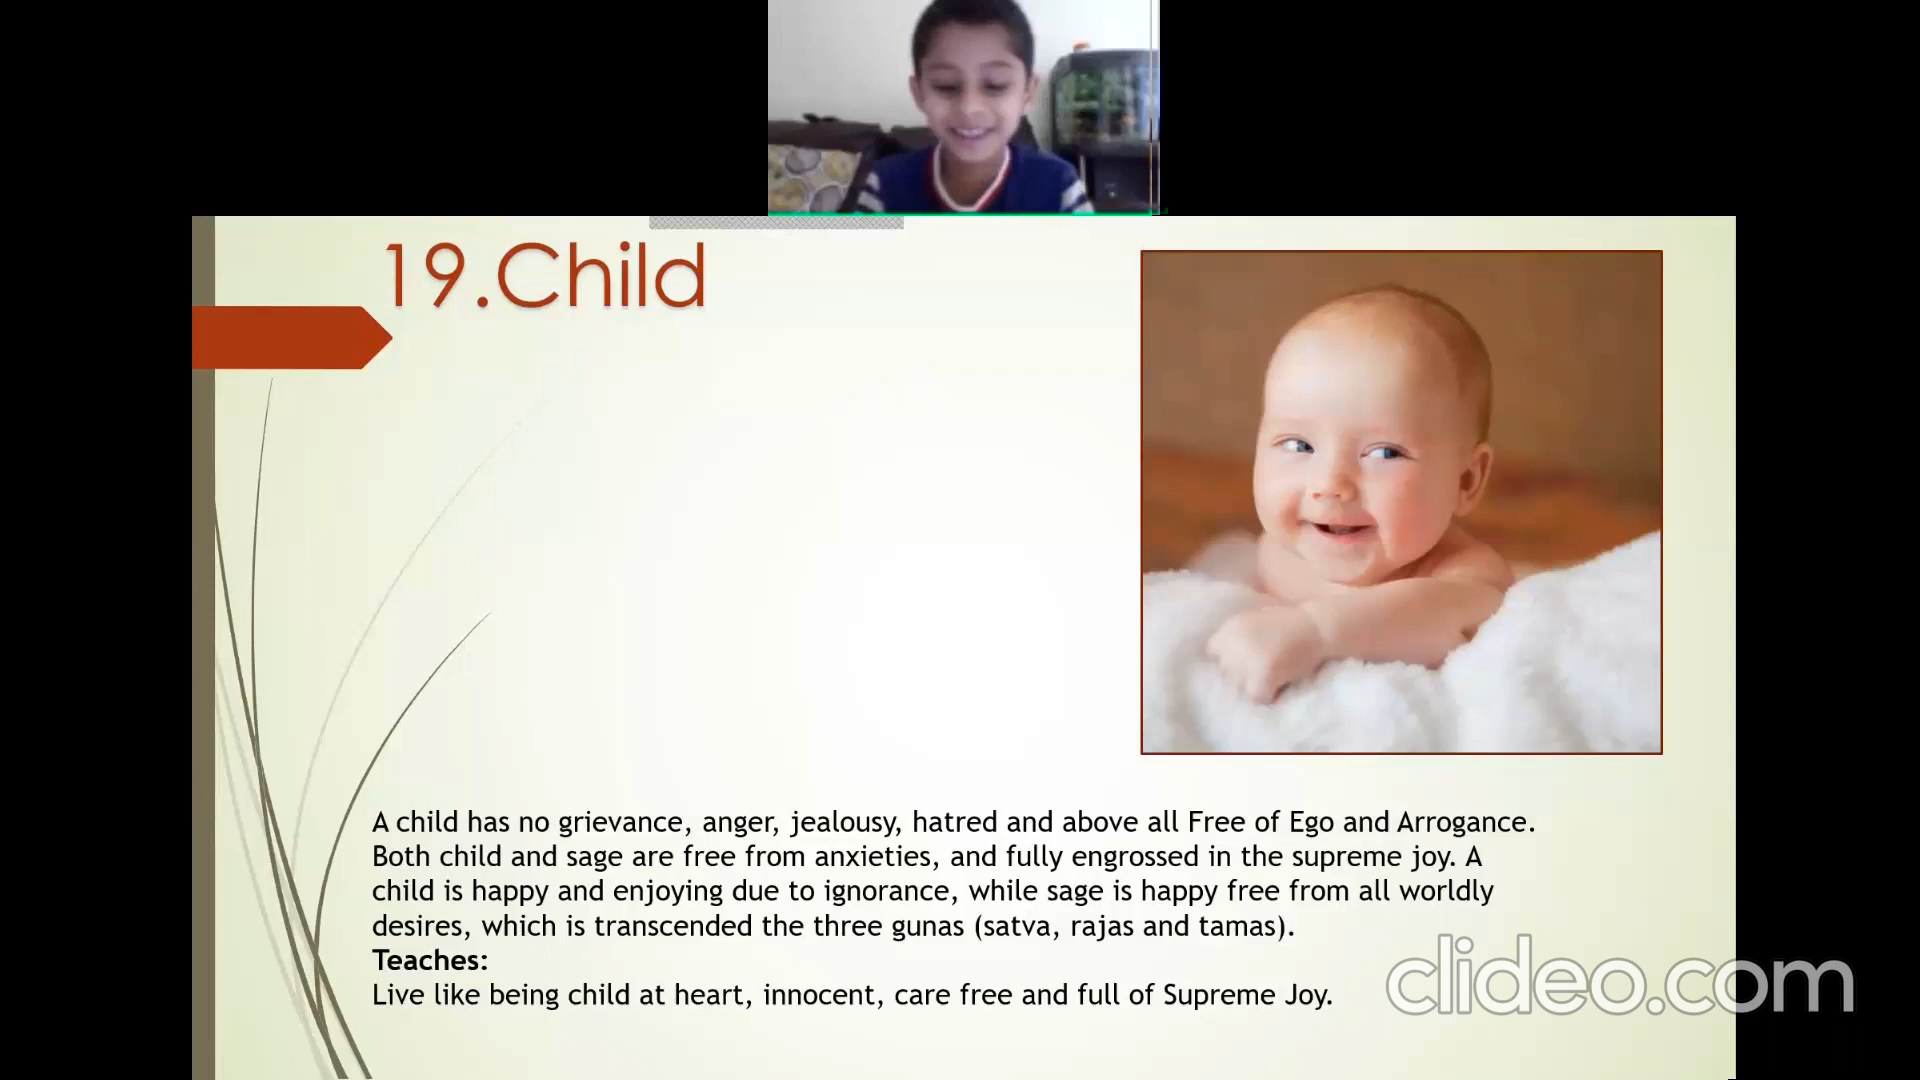 19.Child
A child has no grievance, anger, jealousy, hatred and above all Free of Ego and Arrogance.
Both child and sage are free from anxieties, and fully engrossed in the supreme joy. A
child is happy and enjoying due to ignorance, while sage is happy free from all worldly
desires, which is transcended the three gunas (satva, rajas and tamas).
Teaches:
Live like being child at heart, innocent, care free and full of Supreme Joy.
clideo.com